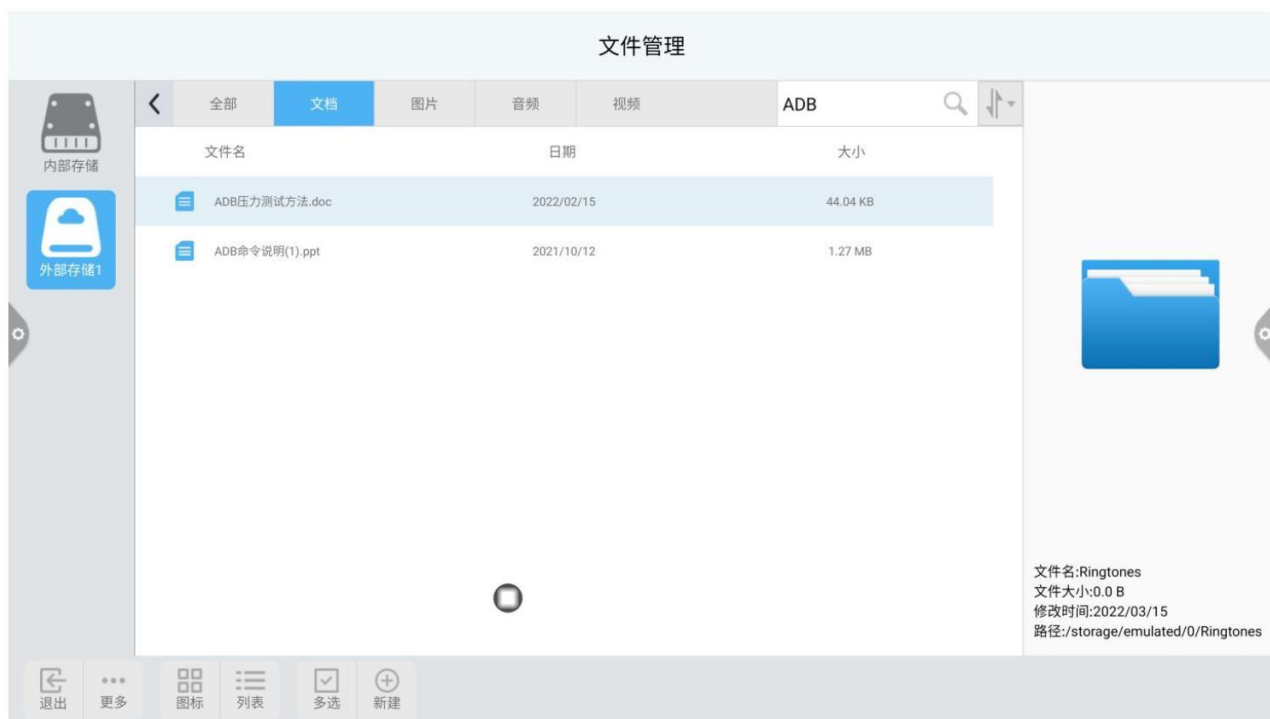 文件管理
内部存储
外部存储1
全部 文档 图片 音频 视频 ADB
文件名 日期 大小
ADB压力测试方法.doc 2022/02/15 44.04 KB
ADB命令说明(1).ppt 2021/10/12 1.27 MB
文件名:Ringtones
文件大小:0.0 B
修改时间:2022/03/15
路径:/storage/emulated/0/Ringtones
退出 更多 图标 列表 多选 新建